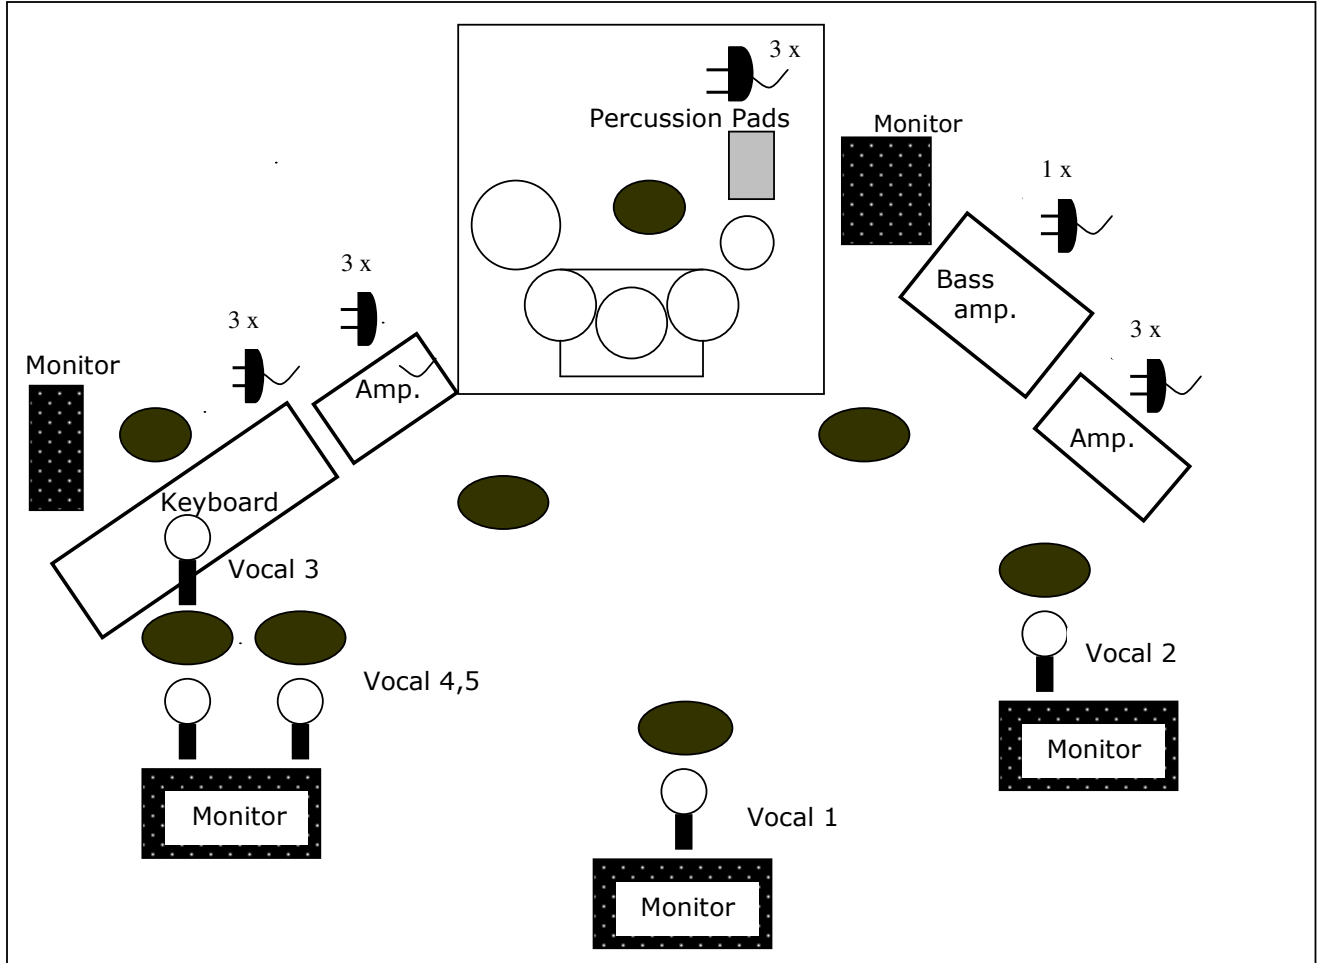 3 x
Percussion Pads
Monitor
1 x
3 x
Bass
amp.
3 x
3 x
Monitor
Amp.
Amp.
Keyboard
Vocal 3
Vocal 2
Vocal 4,5
Monitor
Monitor
Vocal 1
Monitor